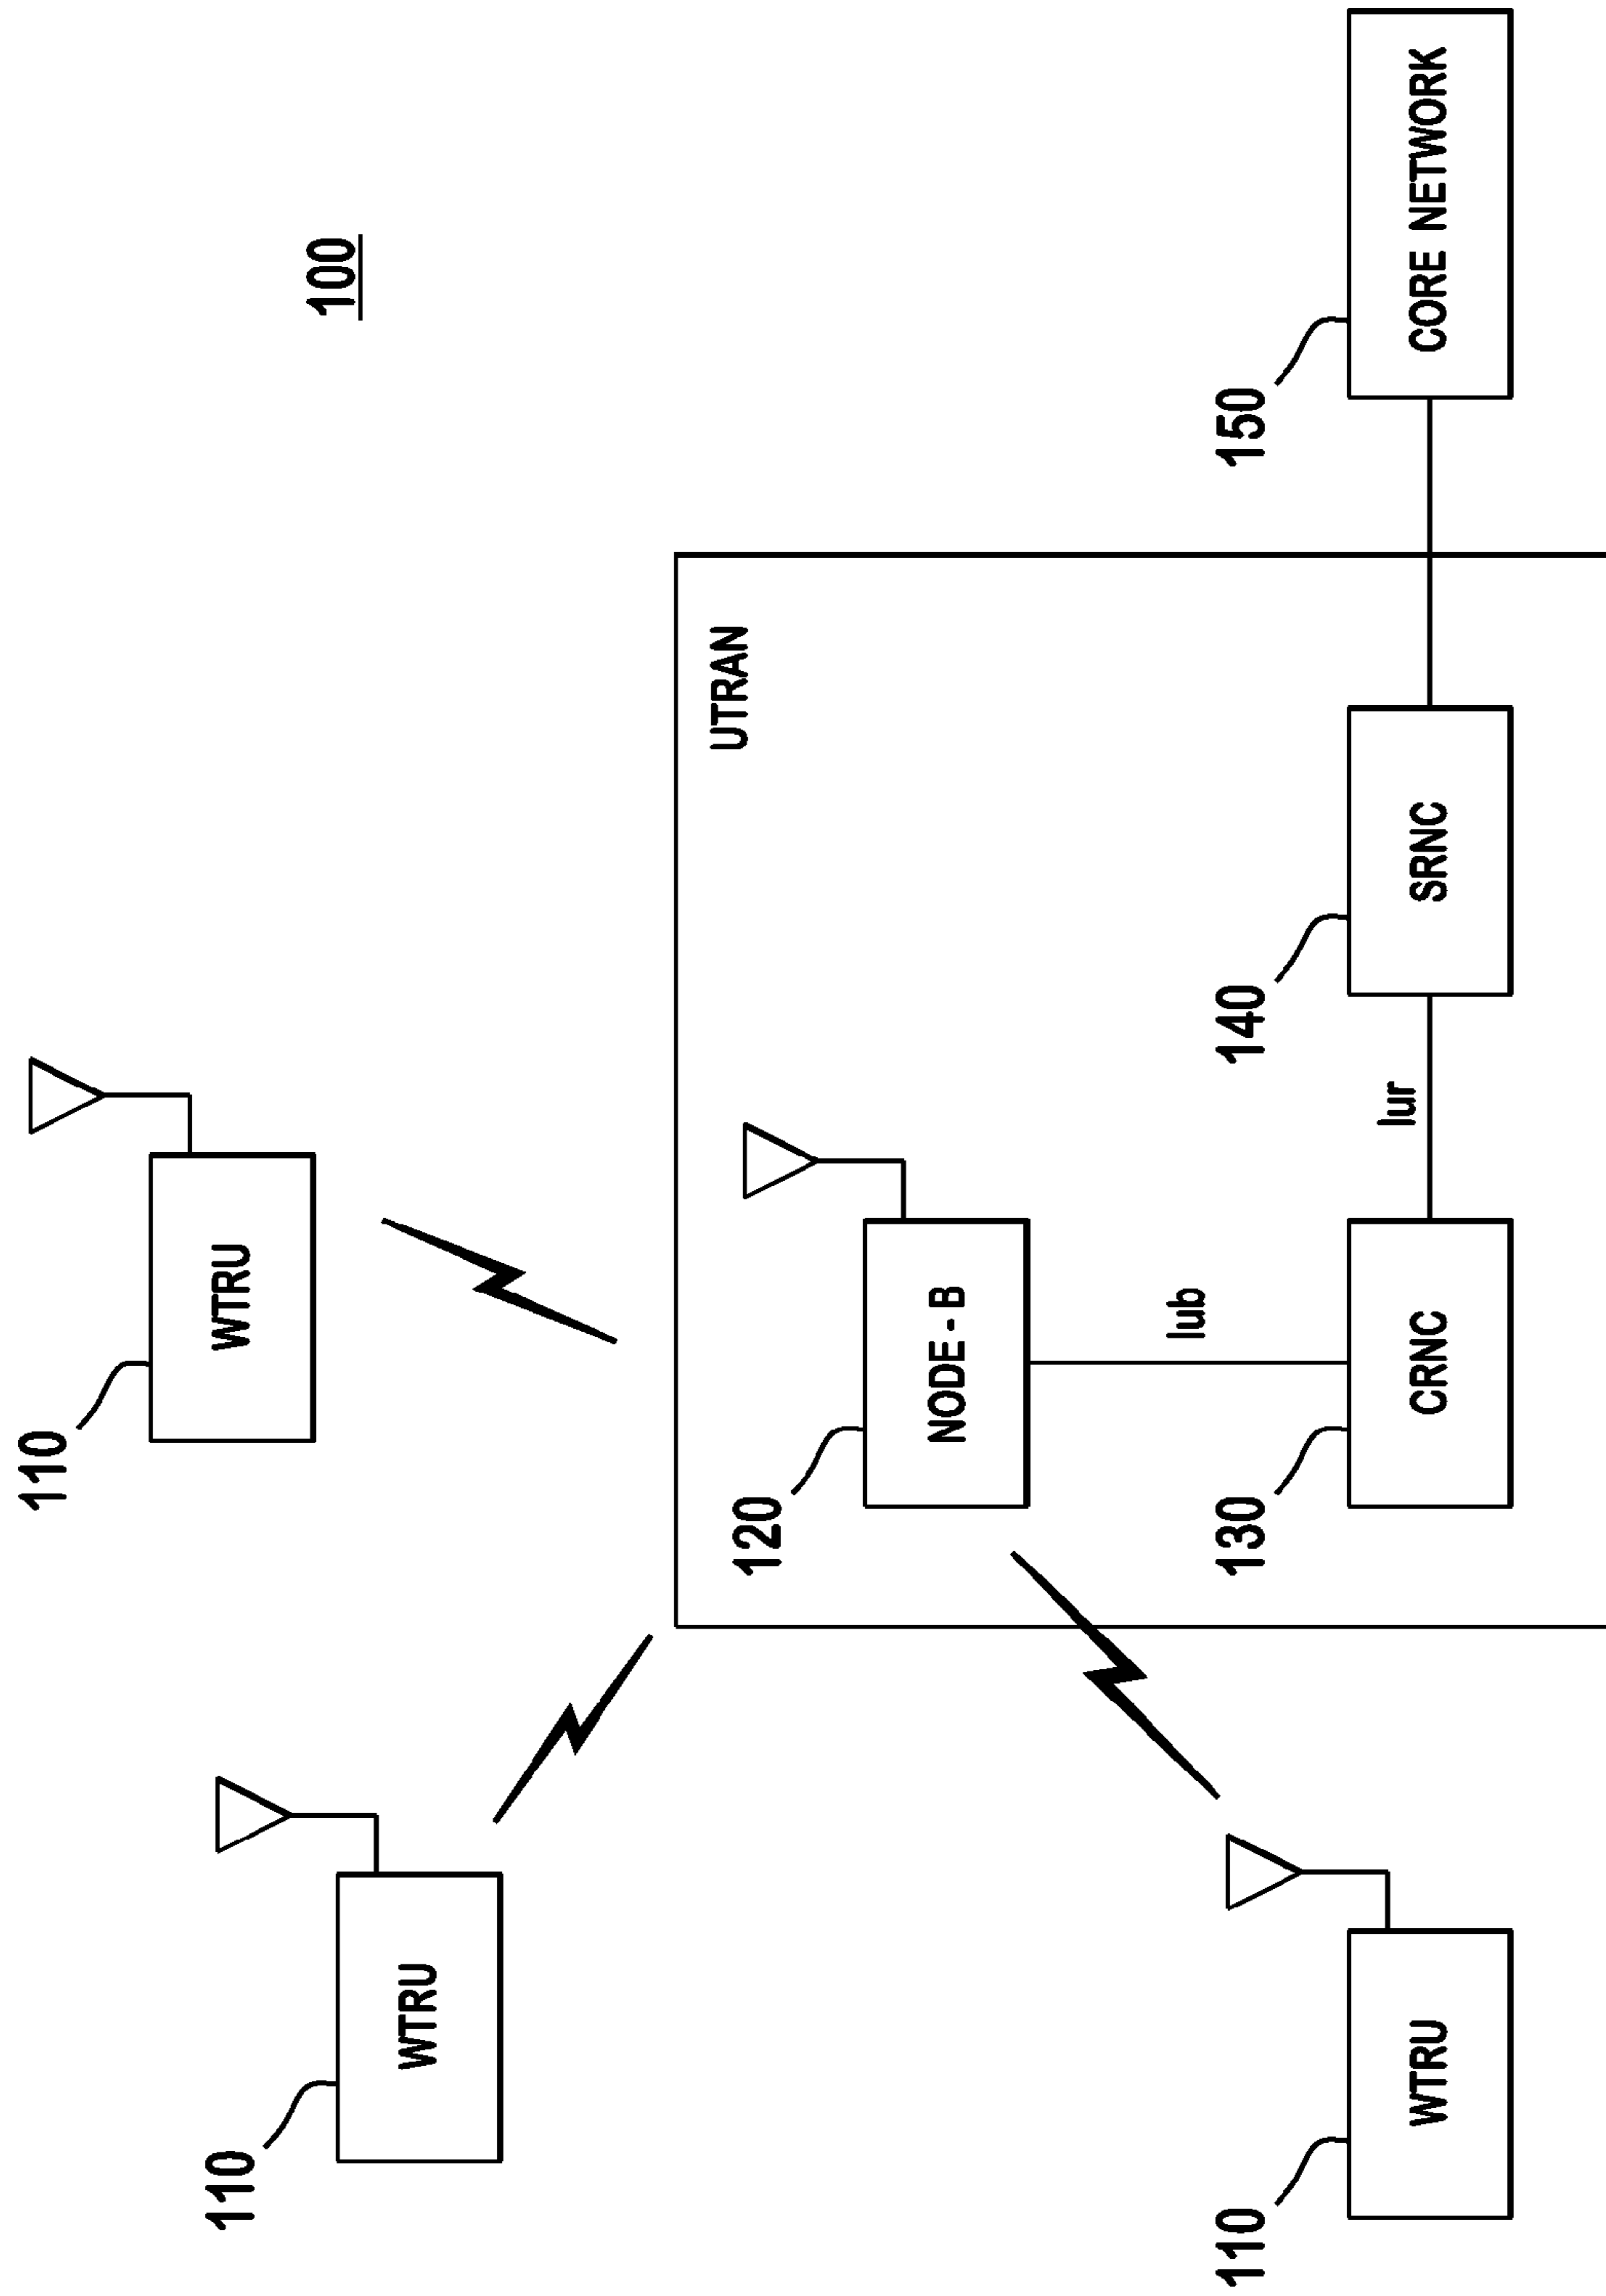 100
110
WTRU
110
WTRU
UTRAN
120
NODE - B
Iub
110
WTRU
130
CRNC
Iur
140
SRNC
150
CORE NETWORK